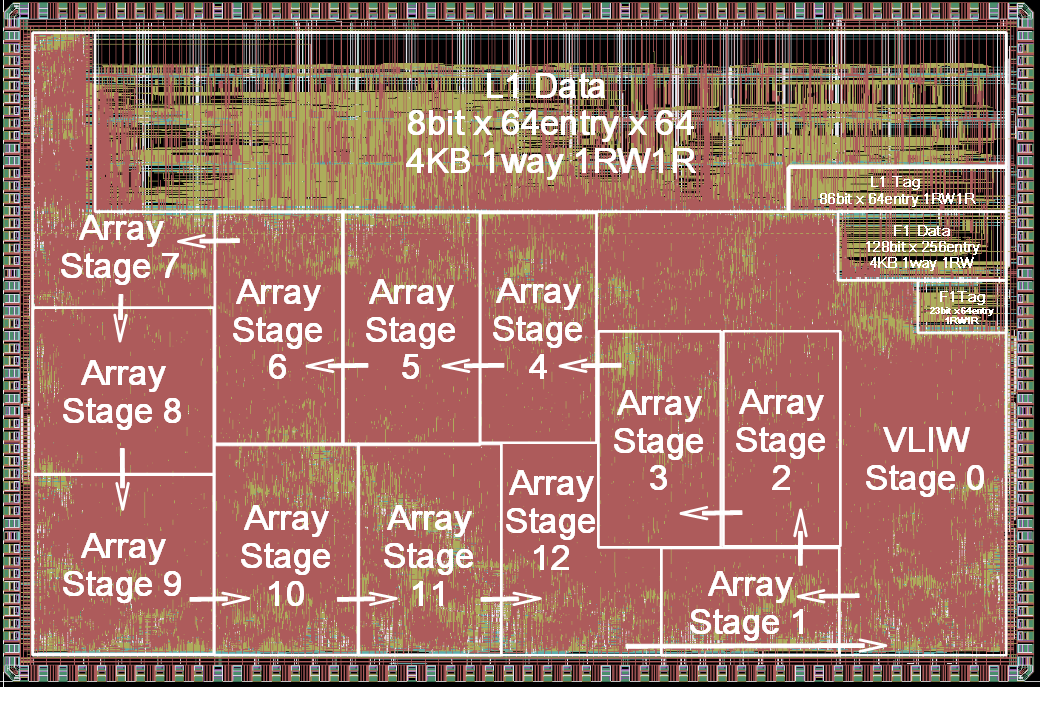 L1 Data
8bit x 64entry x 64
4KB 1way 1RW1R
L1 Tag
86bit x 64entry 1RW1R
F1 Data
128bit x 256entry
4KB 1way 1RW
F1Tag
23bit x 64entry
1RW1R
Array
Stage 7
Array
Stage
6
Array
Stage
5
Array
Stage
4
Array
Stage 8
Array
Stage
3
Array
Stage
2
VLIW
Stage 0
Array
Stage 9
Array
Stage
10
Array
Stage
11
Array
Stage
12
Array
Stage 1